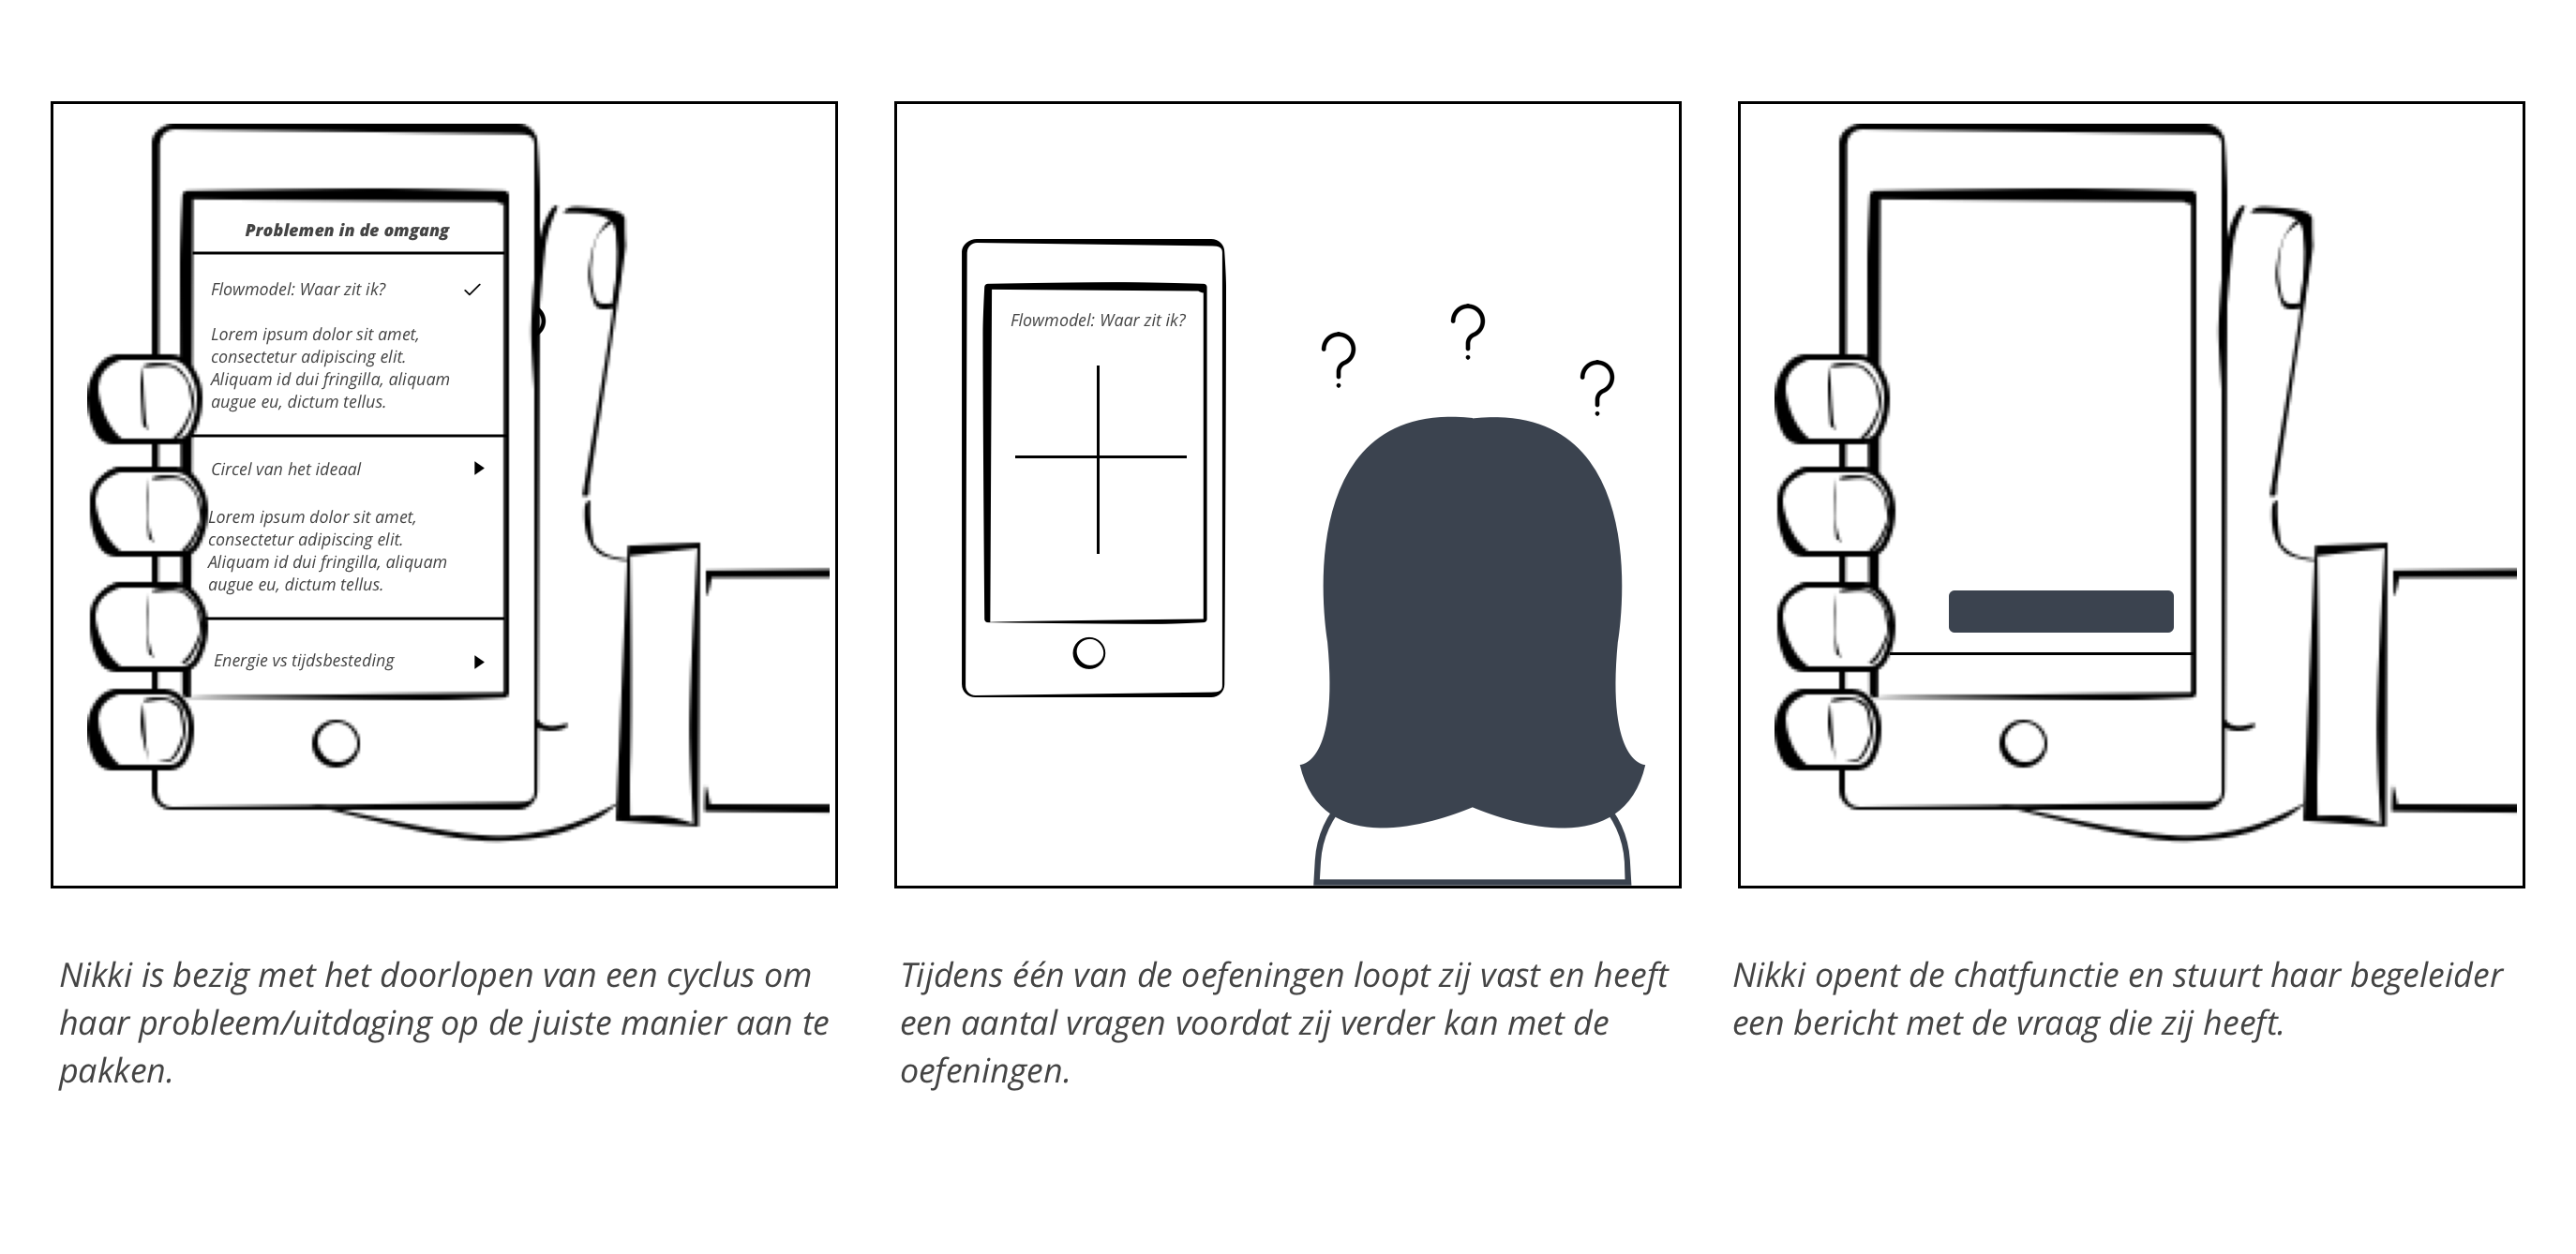 Problemen in de omgang
Flowmodel: Waar zit ik?
Lorem ipsum dolor sit amet,
consectetur adipiscing elit.
Aliquam id dui fringilla, aliquam
augue eu, dictum tellus.
Circel van het ideaal
Lorem ipsum dolor sit amet,
consectetur adipiscing elit.
Aliquam id dui fringilla, aliquam
augue eu, dictum tellus.
Energie vs tijdsbesteding
Nikki is bezig met het doorlopen van een cyclus om
haar probleem/uitdaging op de juiste manier aan te
pakken.
Flowmodel: Waar zit ik?
? ? ?
Tijdens één van de oefeningen loopt zij vast en heeft
een aantal vragen voordat zij verder kan met de
oefeningen.
Nikki opent de chatfunctie en stuurt haar begeleider
een bericht met de vraag die zij heeft.